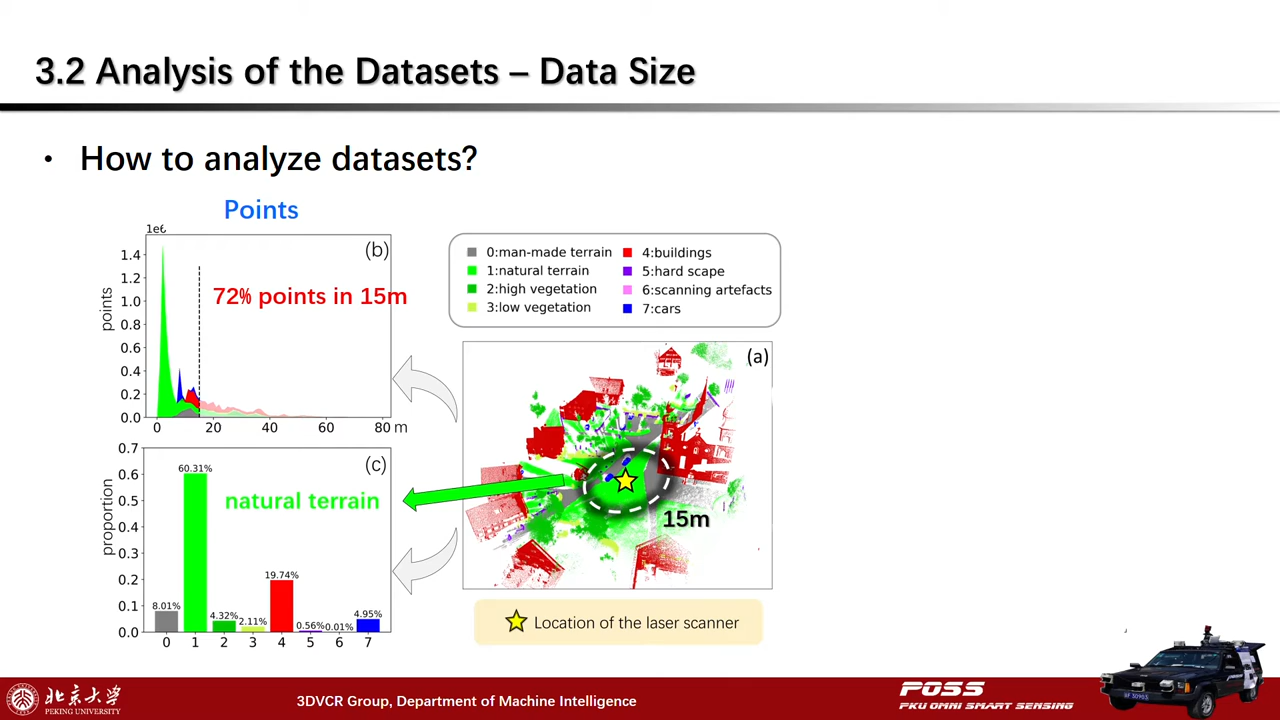 3.2 Analysis of the Datasets – Data Size
• How to analyze datasets?
Points
1e6
(b)
1.4
1.2
1.0
0.8
0.6
0.4
0.2
0.0
points
72% points in 15m
0 20 40 60 80 m
0:man-made terrain
1:natural terrain
2:high vegetation
3:low vegetation
4:buildings
5:hard scape
6:scanning artefacts
7:cars
(a)
15m
Location of the laser scanner
(c)
0.7
0.6
0.5
0.4
0.3
0.2
0.1
0.0
proportion
natural terrain
8.01%
60.31%
4.32%
2.11%
19.74%
0.56%
0.01%
4.95%
0 1 2 3 4 5 6 7
北京大学
PEKING UNIVERSITY
3DVCR Group, Department of Machine Intelligence
POSS
PKU OMNI SMART SENSING